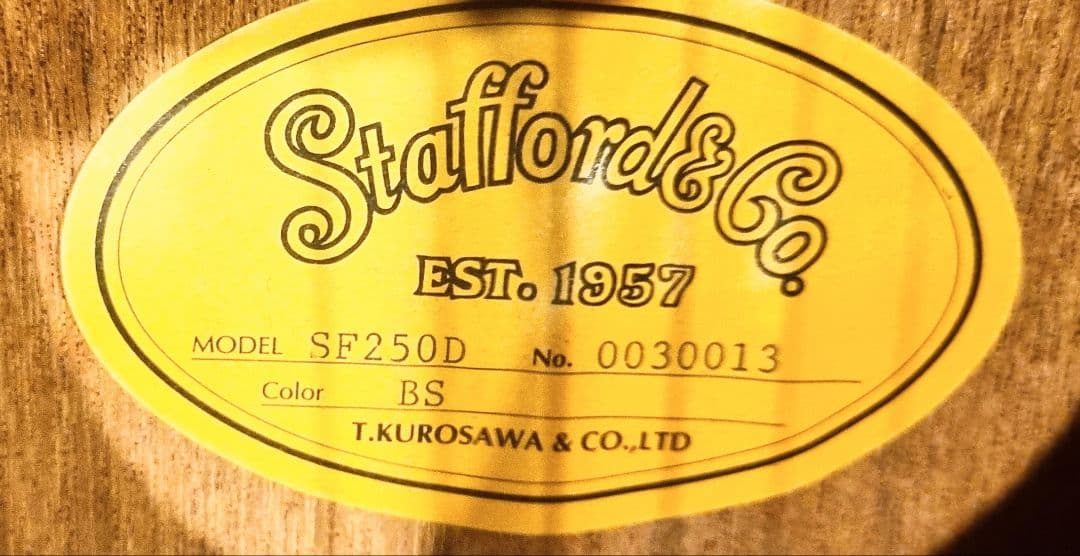 Stafford & Co.
EST. 1957
MODEL SF250D No. 0030013
Color BS
T.KUROSAWA & CO.,LTD